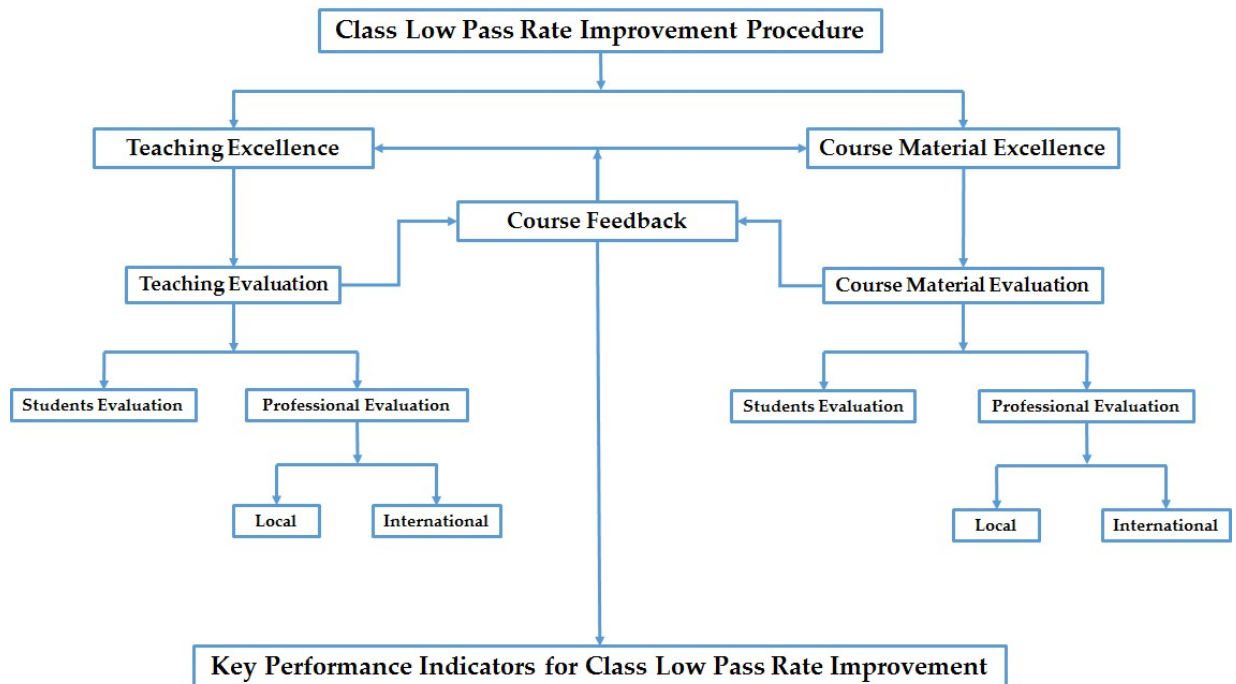 Class Low Pass Rate Improvement Procedure
Teaching Excellence
Course Material Excellence
Course Feedback
Teaching Evaluation
Course Material Evaluation
Students Evaluation
Professional Evaluation
Students Evaluation
Professional Evaluation
Local
International
Local
International
Key Performance Indicators for Class Low Pass Rate Improvement